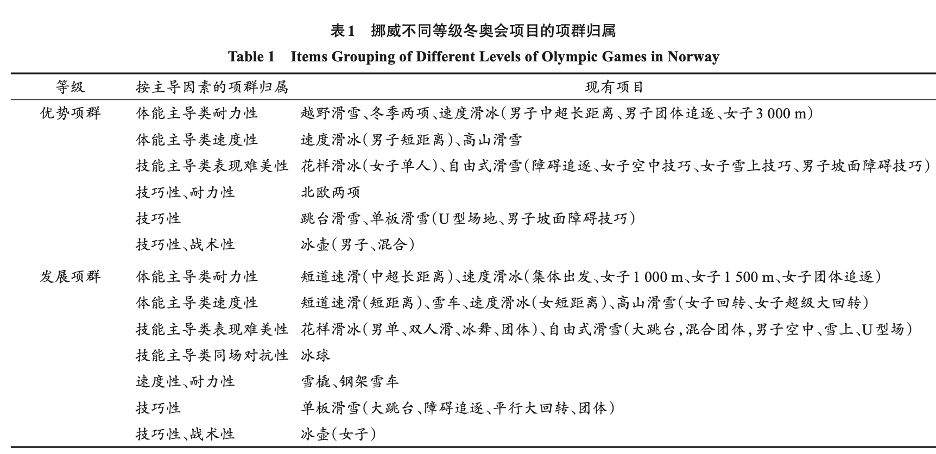 表1 挪威不同等级冬奥会项目的项群归属
Table 1 Items Grouping of Different Levels of Olympic Games in Norway
等级 按主导因素的项群归属 现有项目
优势项群 体能主导类耐力性 越野滑雪、冬季两项、速度滑冰(男子中超长距离、男子团体追逐、女子3 000 m)
体能主导类速度性 速度滑冰(男子短距离)、高山滑雪
技能主导类表现难美性 花样滑冰(女子单人)、自由式滑雪(障碍追逐、女子空中技巧、女子雪上技巧、男子坡面障碍技巧)
技巧性、耐力性 北欧两项
技巧性 跳台滑雪、单板滑雪(U型场地、男子坡面障碍技巧)
技巧性、战术性 冰壶(男子、混合)
发展项群 体能主导类耐力性 短道速滑(中超长距离)、速度滑冰(集体出发、女子1 000 m、女子1 500 m、女子团体追逐)
体能主导类速度性 短道速滑(短距离)、雪车、速度滑冰(女短距离)、高山滑雪(女子回转、女子超级大回转)
技能主导类表现难美性 花样滑冰(男单、双人滑、冰舞、团体)、自由式滑雪(大跳台,混合团体,男子空中、雪上、U型场)
技能主导类同场对抗性 冰球
速度性、耐力性 雪橇、钢架雪车
技巧性 单板滑雪(大跳台、障碍追逐、平行大回转、团体)
技巧性、战术性 冰壶(女子)